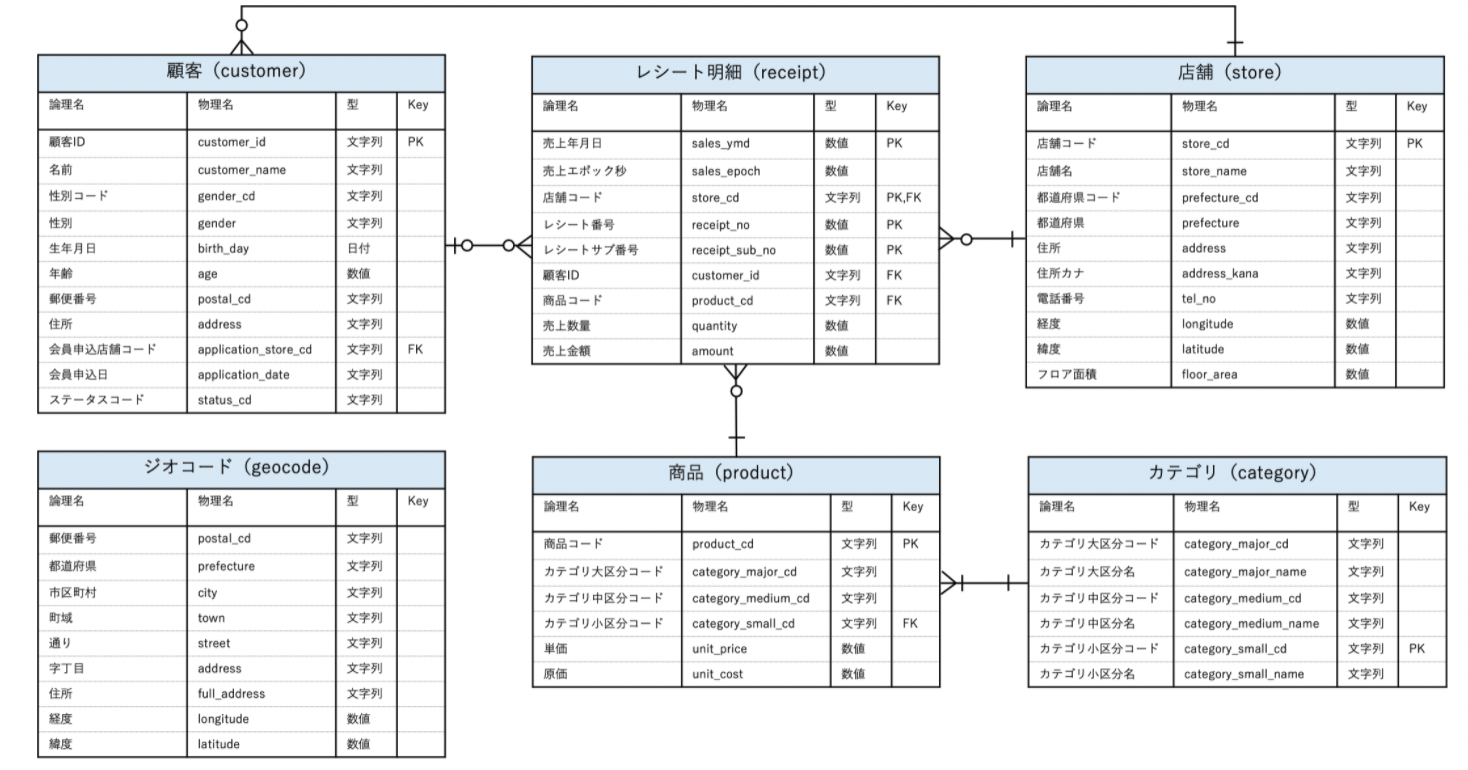 顧客（customer）
論理名 物理名 型 Key
顧客ID customer_id 文字列 PK
名前 customer_name 文字列
性別コード gender_cd 文字列
性別 gender 文字列
生年月日 birth_day 日付
年齢 age 数値
郵便番号 postal_cd 文字列
住所 address 文字列
会員申込店舗コード application_store_cd 文字列 FK
会員申込日 application_date 文字列
ステータスコード status_cd 文字列
レシート明細（receipt）
論理名 物理名 型 Key
売上年月日 sales_ymd 数値 PK
売上エポック秒 sales_epoch 数値
店舗コード store_cd 文字列 PK,FK
レシート番号 receipt_no 数値 PK
レシートサブ番号 receipt_sub_no 数値 PK
顧客ID customer_id 文字列 FK
商品コード product_cd 文字列 FK
売上数量 quantity 数値
売上金額 amount 数値
店舗（store）
論理名 物理名 型 Key
店舗コード store_cd 文字列 PK
店舗名 store_name 文字列
都道府県コード prefecture_cd 文字列
都道府県 prefecture 文字列
住所 address 文字列
住所カナ address_kana 文字列
電話番号 tel_no 文字列
経度 longitude 数値
緯度 latitude 数値
フロア面積 floor_area 数値
ジオコード（geocode）
論理名 物理名 型 Key
郵便番号 postal_cd 文字列
都道府県 prefecture 文字列
市区町村 city 文字列
町域 town 文字列
通り street 文字列
字丁目 address 文字列
住所 full_address 文字列
経度 longitude 数値
緯度 latitude 数値
商品（product）
論理名 物理名 型 Key
商品コード product_cd 文字列 PK
カテゴリ大区分コード category_major_cd 文字列
カテゴリ中区分コード category_medium_cd 文字列
カテゴリ小区分コード category_small_cd 文字列 FK
単価 unit_price 数値
原価 unit_cost 数値
カテゴリ（category）
論理名 物理名 型 Key
カテゴリ大区分コード category_major_cd 文字列
カテゴリ大区分名 category_major_name 文字列
カテゴリ中区分コード category_medium_cd 文字列
カテゴリ中区分名 category_medium_name 文字列
カテゴリ小区分コード category_small_cd 文字列 PK
カテゴリ小区分名 category_small_name 文字列